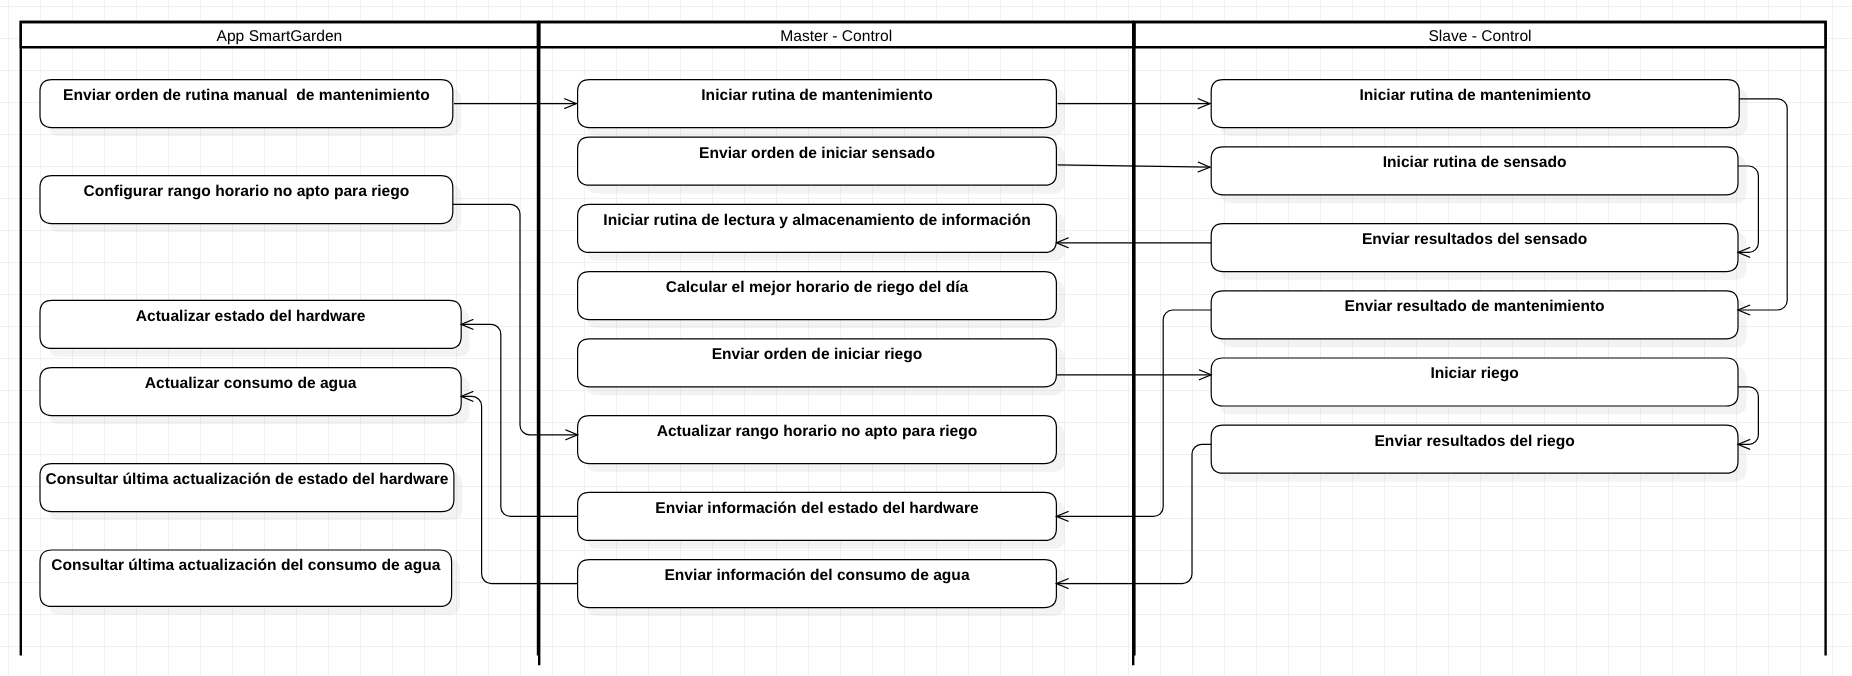 App SmartGarden
Enviar orden de rutina manual  de mantenimiento
Configurar rango horario no apto para riego
Actualizar estado del hardware
Actualizar consumo de agua
Consultar última actualización de estado del hardware
Consultar última actualización del consumo de agua
Master - Control
Iniciar rutina de mantenimiento
Enviar orden de iniciar sensado
Iniciar rutina de lectura y almacenamiento de información
Calcular el mejor horario de riego del día
Enviar orden de iniciar riego
Actualizar rango horario no apto para riego
Enviar información del estado del hardware
Enviar información del consumo de agua
Slave - Control
Iniciar rutina de mantenimiento
Iniciar rutina de sensado
Enviar resultados del sensado
Enviar resultado de mantenimiento
Iniciar riego
Enviar resultados del riego